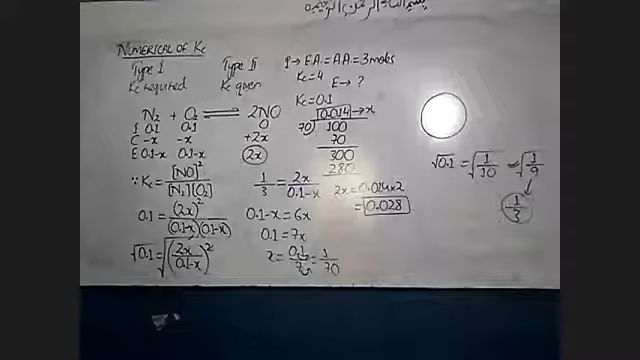 NUMERICAL OF Kc
Type I
Kc required
Type II
Kc given
EA = AA = 3 moles
Kc = 4
E → ?
N₂ + O₂ ⇌ 2NO
I 0.1 0.1 0
C -x -x +2x
E 0.1-x 0.1-x 2x
∵ Kc = [NO]² / [N₂][O₂]
0.1 = (2x)² / (0.1-x)(0.1-x)
√0.1 = √(2x / 0.1-x)²
Kc = 0.1
0.014 → x
70 100
70
300
280
1/3 = 2x / 0.1-x
0.1-x = 6x
0.1 = 7x
x = 0.1/7 = 1/70
2x = 0.014×2
= 0.028
√0.1 = √1/10 = √1/9
1/3